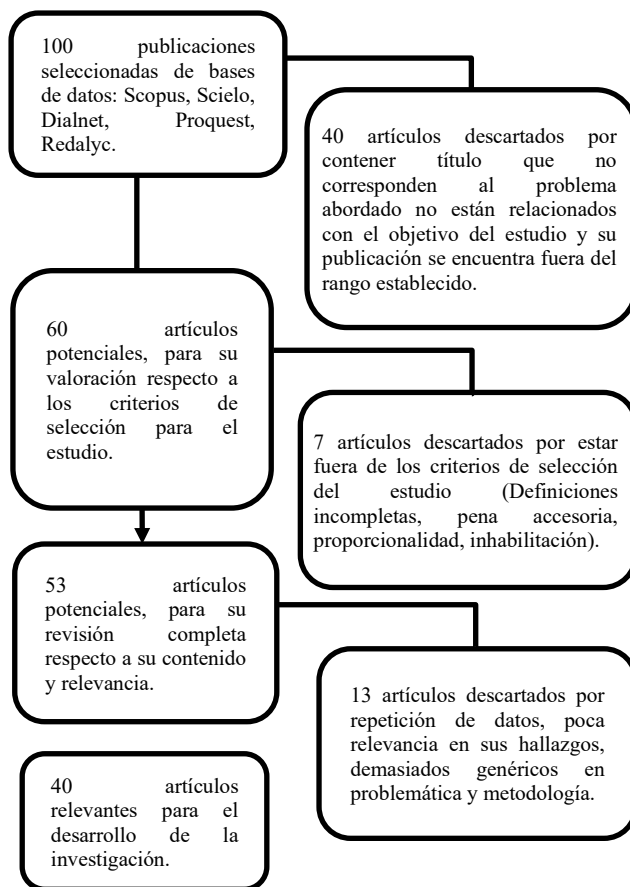 100 publicaciones
seleccionadas de bases
de datos: Scopus, Scielo,
Dialnet, Proquest,
Redalyc.
40 artículos descartados por
contener título que no
corresponden al problema
abordado no están relacionados
con el objetivo del estudio y su
publicación se encuentra fuera del
rango establecido.
60 artículos
potenciales, para su
valoración respecto a
los criterios de
selección para el
estudio.
7 artículos descartados por estar
fuera de los criterios de selección
del estudio (Definiciones
incompletas, pena accesoria,
proporcionalidad, inhabilitación).
53 artículos
potenciales, para su
revisión completa
respecto a su contenido
y relevancia.
13 artículos descartados por
repetición de datos, poca
relevancia en sus hallazgos,
demasiados genéricos en
problemática y metodología.
40 artículos
relevantes para el
desarrollo de la
investigación.